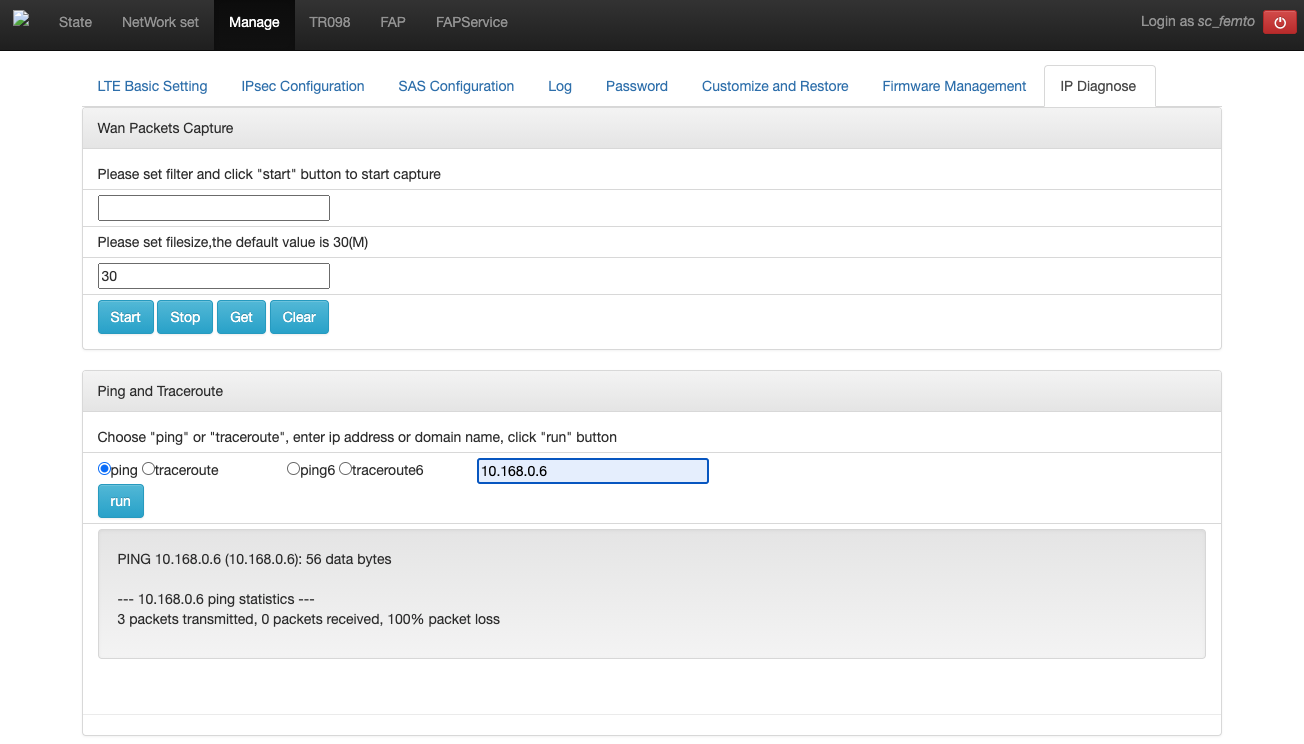 State NetWork set Manage TR098 FAP FAPService Login as sc_femto
LTE Basic Setting IPsec Configuration SAS Configuration Log Password Customize and Restore Firmware Management IP Diagnose
Wan Packets Capture
Please set filter and click "start" button to start capture
Please set filesize,the default value is 30(M)
30
Start Stop Get Clear
Ping and Traceroute
Choose "ping" or "traceroute", enter ip address or domain name, click "run" button
ping traceroute ping6 traceroute6 10.168.0.6
run
PING 10.168.0.6 (10.168.0.6): 56 data bytes
--- 10.168.0.6 ping statistics ---
3 packets transmitted, 0 packets received, 100% packet loss